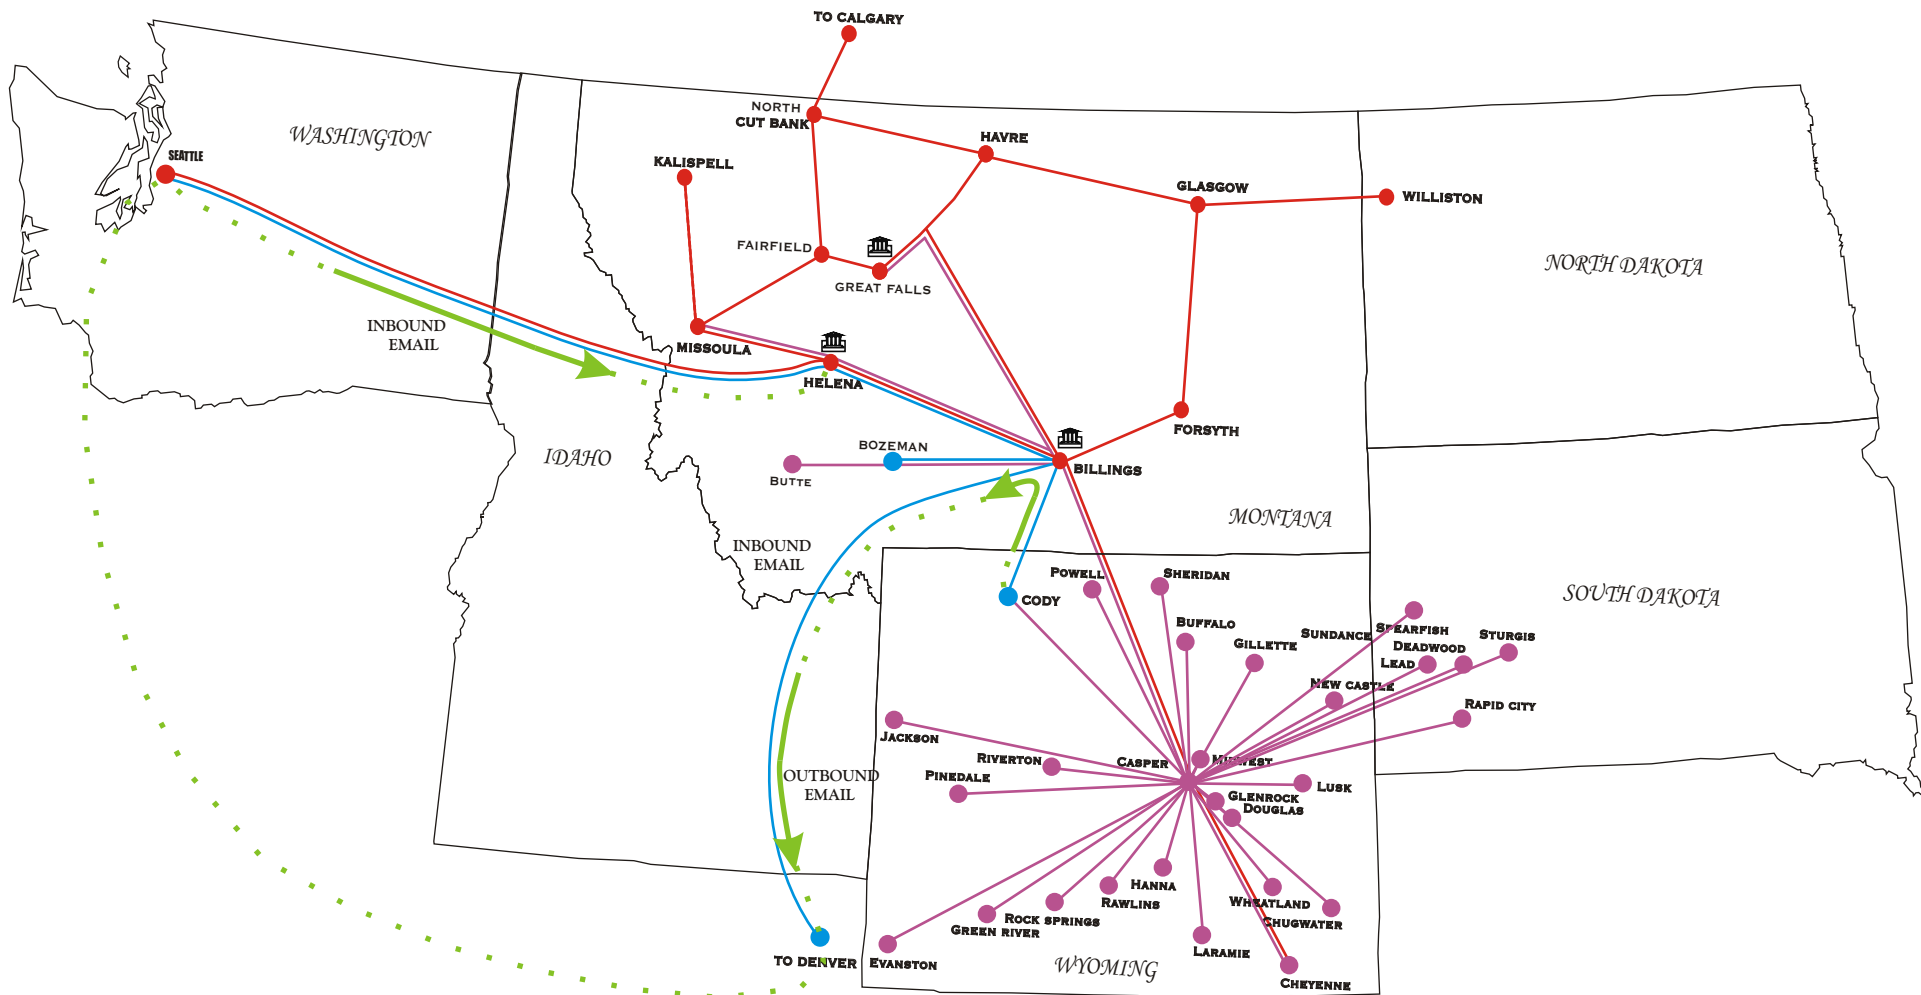 TO CALGARY
NORTH
CUT BANK
HAVRE
WASHINGTON
SEATTLE
KALISPELL
GLASGOW
WILLISTON
FAIRFIELD
GREAT FALLS
NORTH DAKOTA
INBOUND
EMAIL
MISSOULA
HELENA
FORSYTH
IDAHO
BOZEMAN
BUTTE
BILLINGS
MONTANA
INBOUND
EMAIL
POWELL
SHERIDAN
CODY
SOUTH DAKOTA
BUFFALO
GILLETTE
SUNDANCE
SPEARFISH
STURGIS
DEADWOOD
LEAD
NEW CASTLE
RAPID CITY
JACKSON
RIVERTON
CASPER
MIDWEST
PINEDALE
OUTBOUND
EMAIL
LUSK
GLENROCK
DOUGLAS
HANNA
RAWLINS
WHEATLAND
ROCK SPRINGS
CHUGWATER
GREEN RIVER
LARAMIE
TO DENVER
EVANSTON
WYOMING
CHEYENNE